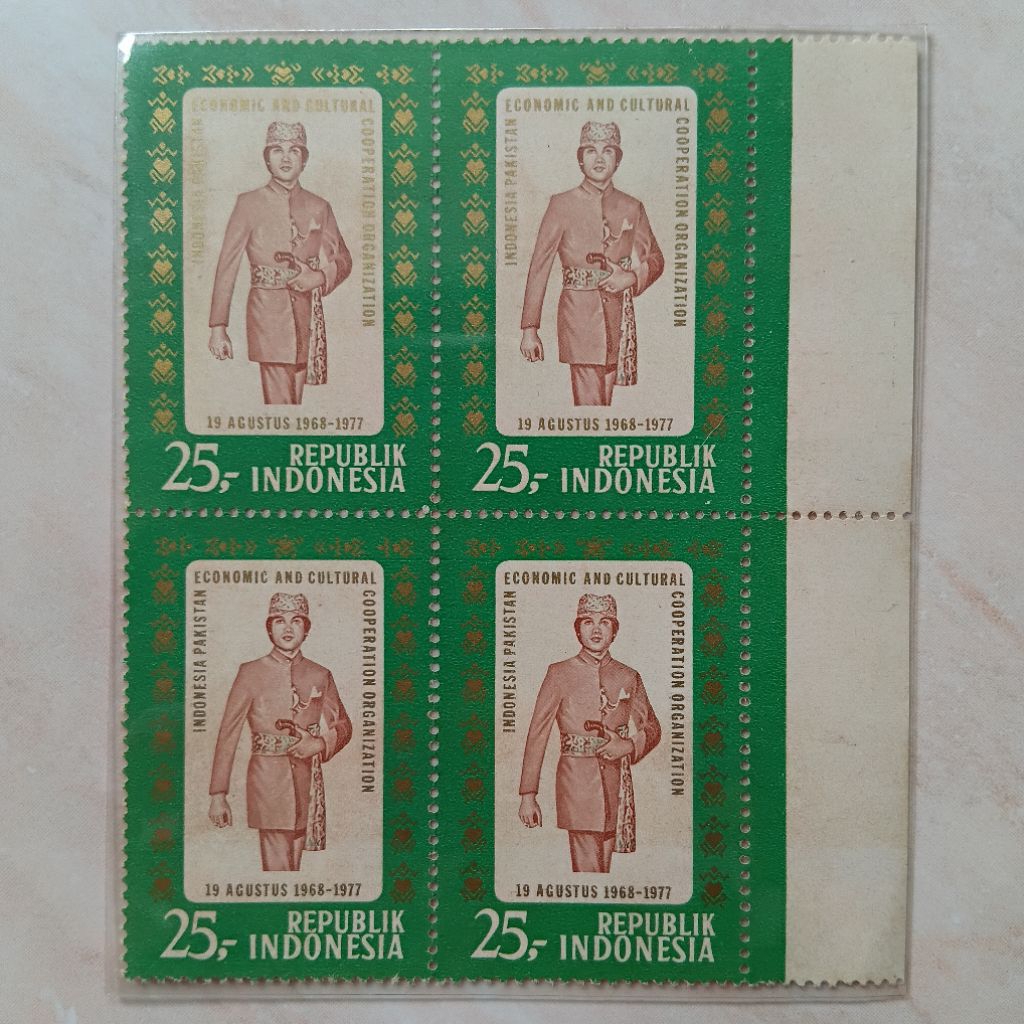 ECONOMIC AND CULTURAL
INDONESIA PAKISTAN
COOPERATION ORGANIZATION
19 AGUSTUS 1968-1977
25,-
REPUBLIK
INDONESIA
ECONOMIC AND CULTURAL
INDONESIA PAKISTAN
COOPERATION ORGANIZATION
19 AGUSTUS 1968-1977
25,-
REPUBLIK
INDONESIA
ECONOMIC AND CULTURAL
INDONESIA PAKISTAN
COOPERATION ORGANIZATION
19 AGUSTUS 1968-1977
25,-
REPUBLIK
INDONESIA
ECONOMIC AND CULTURAL
INDONESIA PAKISTAN
COOPERATION ORGANIZATION
19 AGUSTUS 1968-1977
25,-
REPUBLIK
INDONESIA